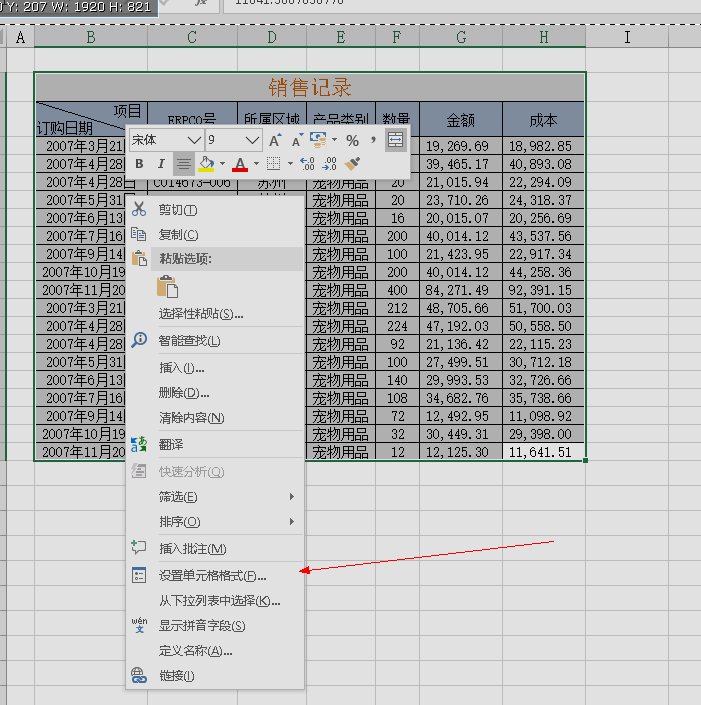 Y: 207 W: 1920 H: 821
A B C D E F G H I
销售记录
项目
订购日期 ERPCO号 所属区域 产品类别 数量 金额 成本
宋体 9 A A % ,
B I A
2007年3月21 19,269.69 18,982.85
2007年4月28 39,465.17 40,893.08
2007年4月28日 C014673-006 苏州 宠物用品 20 21,015.94 22,294.09
2007年5月31 宠物用品 20 23,710.26 24,318.37
2007年6月13 宠物用品 16 20,015.07 20,256.69
2007年7月16 宠物用品 200 40,014.12 43,537.56
2007年9月14 宠物用品 100 21,423.95 22,917.34
2007年10月19 宠物用品 200 40,014.12 44,258.36
2007年11月20 宠物用品 400 84,271.49 92,391.15
2007年3月21 宠物用品 212 48,705.66 51,700.03
2007年4月28 宠物用品 224 47,192.03 50,558.50
2007年4月28 宠物用品 92 21,136.42 22,115.23
2007年5月31 宠物用品 100 27,499.51 30,712.18
2007年6月13 宠物用品 140 29,993.53 32,726.66
2007年7月16 宠物用品 108 34,682.76 35,738.66
2007年9月14 宠物用品 72 12,492.95 11,098.92
2007年10月19 宠物用品 32 30,449.31 29,398.00
2007年11月20 宠物用品 12 12,125.30 11,641.51
剪切(T)
复制(C)
粘贴选项:
选择性粘贴(S)...
智能查找(L)
插入(I)...
删除(D)...
清除内容(N)
翻译
快速分析(Q)
筛选(E)
排序(O)
插入批注(M)
设置单元格格式(F)...
从下拉列表中选择(K)...
wén
文 显示拼音字段(S)
定义名称(A)...
链接(I)